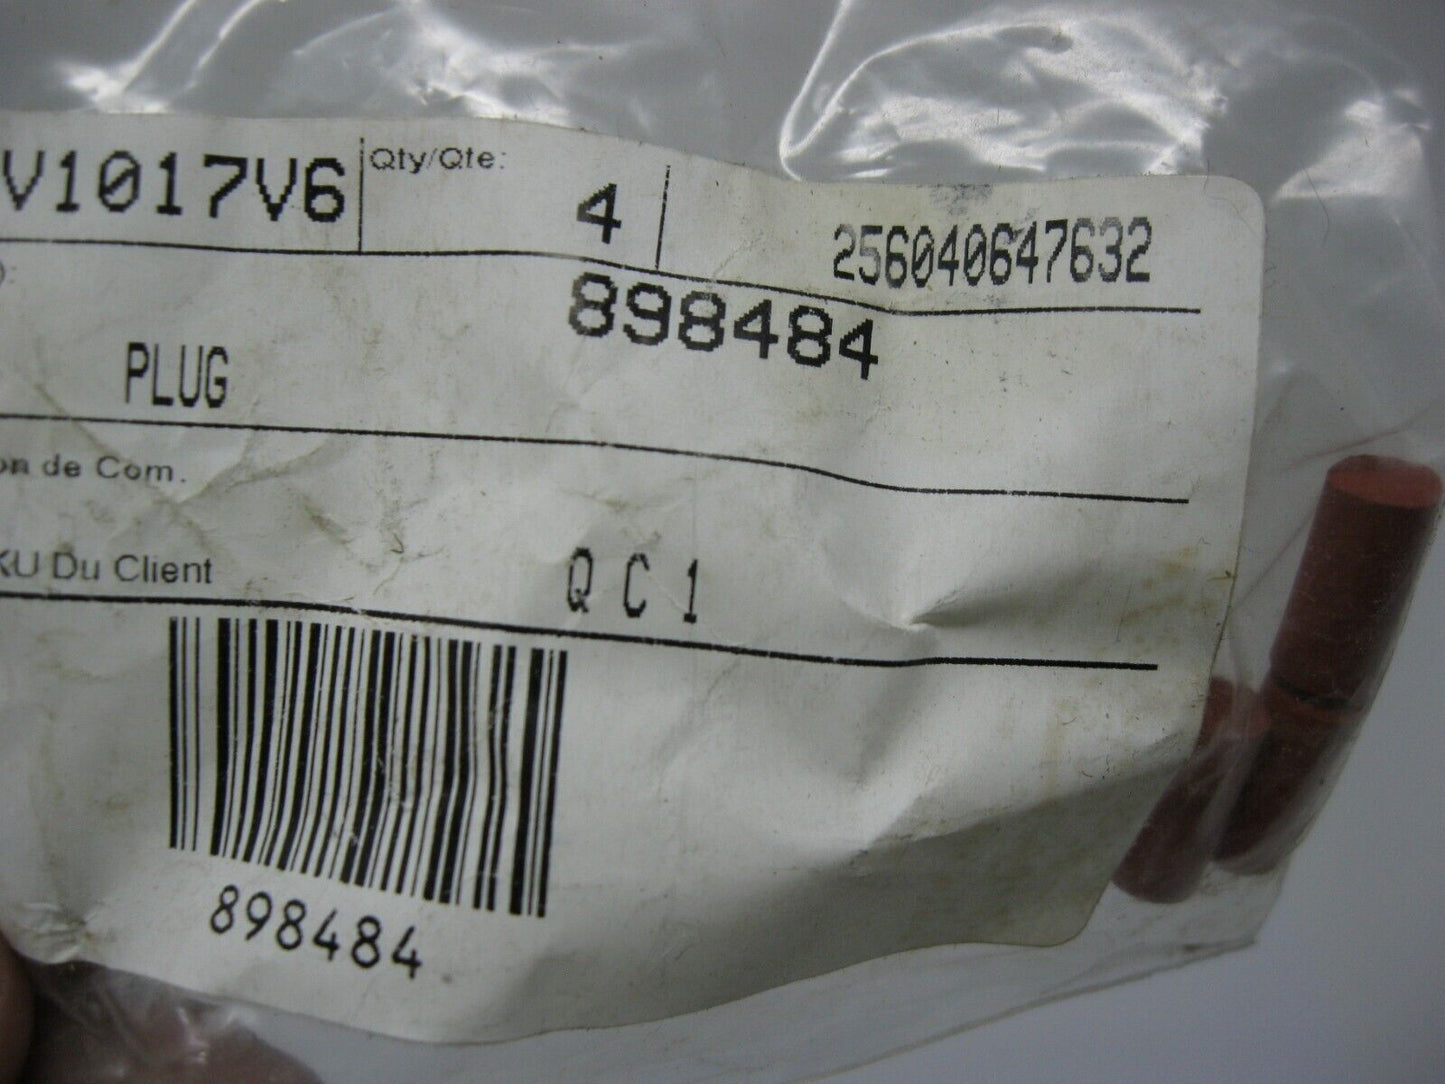 V1017V6
Qty/Qte:
4
256040647632
898484
PLUG
on de Com.
KU Du Client
QC1
898484